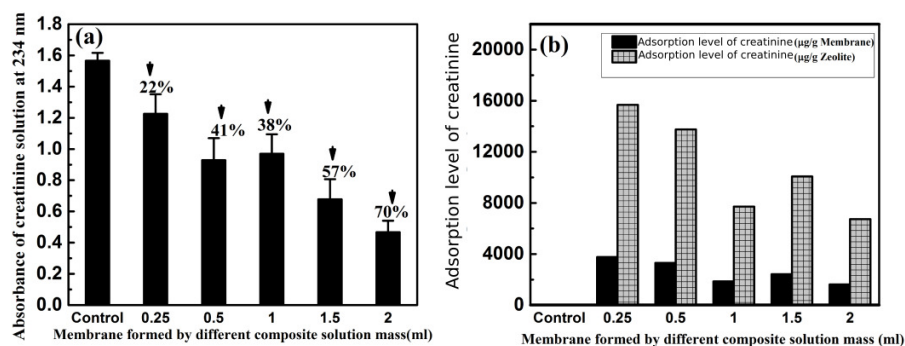 (a)
Absorbance of creatinine solution at 234 nm
1.8
1.6
1.4
1.2
1.0
0.8
0.6
0.4
0.2
0.0
22%
41%
38%
57%
70%
Control 0.25 0.5 1 1.5 2
Membrane formed by different composite solution mass(ml)
(b)
Adsorption level of creatinine(μg/g Membrane)
Adsorption level of creatinine(μg/g Zeolite)
Adsorption level of creatinine
20000
16000
12000
8000
4000
0
Control 0.25 0.5 1 1.5 2
Membrane formed by different composite solution mass (ml)